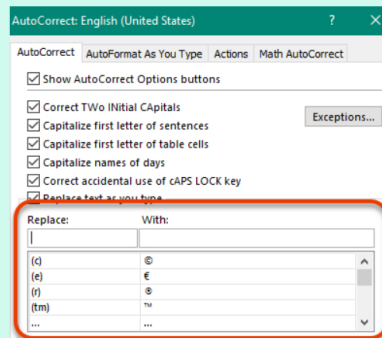 AutoCorrect: English (United States) ? ×
AutoCorrect AutoFormat As You Type Actions Math AutoCorrect
Show AutoCorrect Options buttons
Correct TWo INitial CApitals
Exceptions...
Capitalize first letter of sentences
Capitalize first letter of table cells
Capitalize names of days
Correct accidental use of cAPS LOCK key
Replace text as you type
Replace: With:
(c) ©
(e) €
(r) ®
(tm) ™
... ...